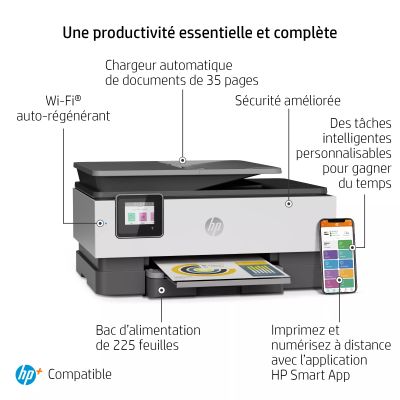 Une productivité essentielle et complète
Chargeur automatique
de documents de 35 pages
Wi-Fi®
auto-régénérant
Sécurité améliorée
Des tâches
intelligentes
personnalisables
pour gagner
du temps
hp
Bac d'alimentation
de 225 feuilles
Imprimez et
numérisez à distance
avec l'application
HP Smart App
hp+ Compatible